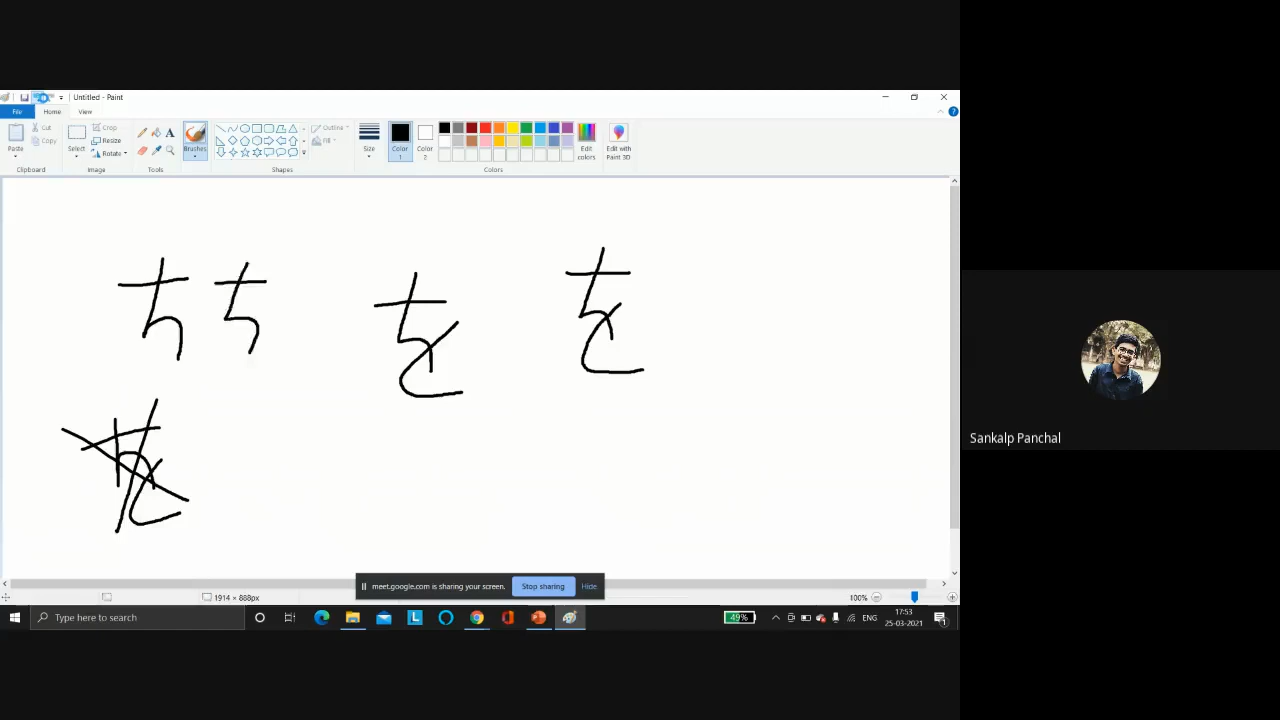 Untitled - Paint
File Home View
Paste Cut Copy
Clipboard
Select Crop Resize Rotate
Image
Tools
Brushes
Outline Fill
Shapes
Size
Color 1
Color 2
Edit colors
Colors
Edit with Paint 3D
を を
Sankalp Panchal
meet.google.com is sharing your screen. Stop sharing Hide
1914 × 888px
100%
Type here to search
49%
ENG
17:53
25-03-2021